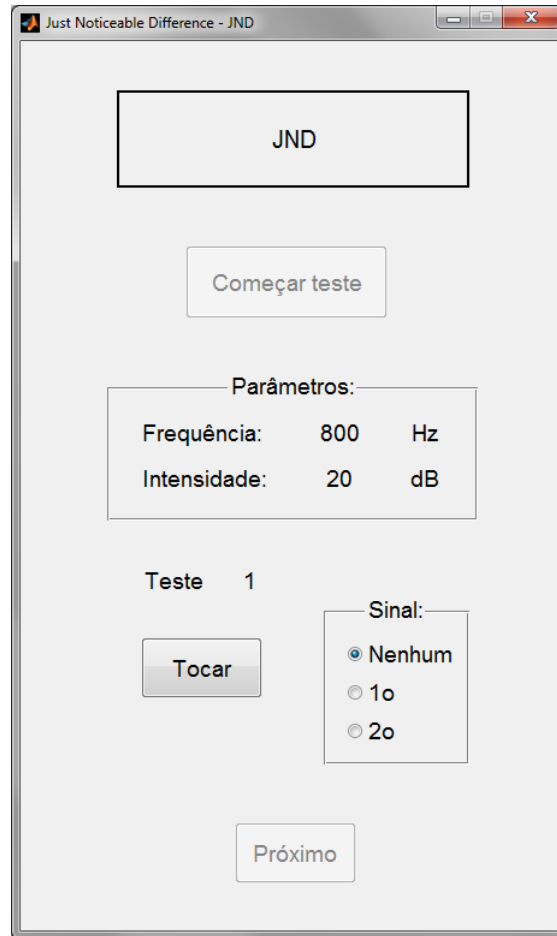 Just Noticeable Difference - JND
JND
Começar teste
Parâmetros:
Frequência: 800 Hz
Intensidade: 20 dB
Teste 1
Sinal:
Tocar
Nenhum
1o
2o
Próximo